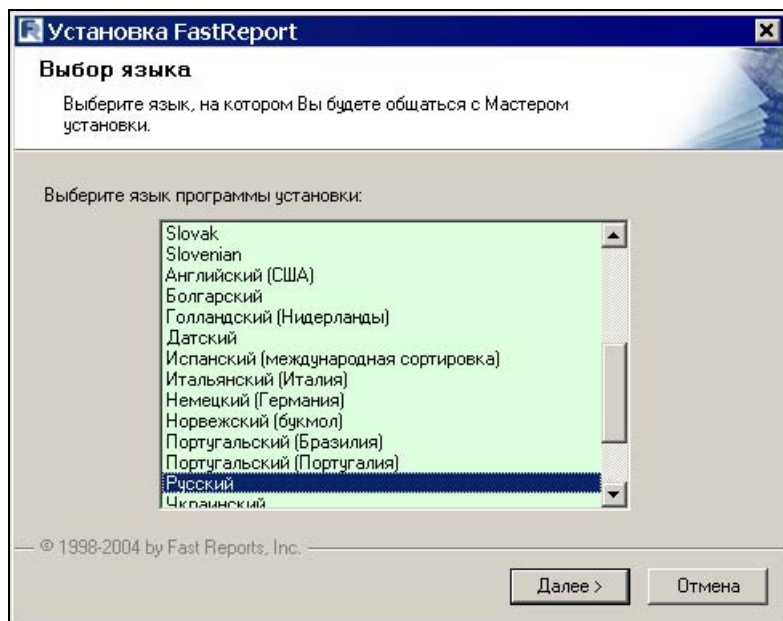 Установка FastReport
Выбор языка
Выберите язык, на котором Вы будете общаться с Мастером
установки.
Выберите язык программы установки:
Slovak
Slovenian
Английский (США)
Болгарский
Голландский (Нидерланды)
Датский
Испанский (международная сортировка)
Итальянский (Италия)
Немецкий (Германия)
Норвежский (букмол)
Португальский (Бразилия)
Португальский (Португалия)
Русский
Украинский
© 1998-2004 by Fast Reports, Inc.
Далее >
Отмена